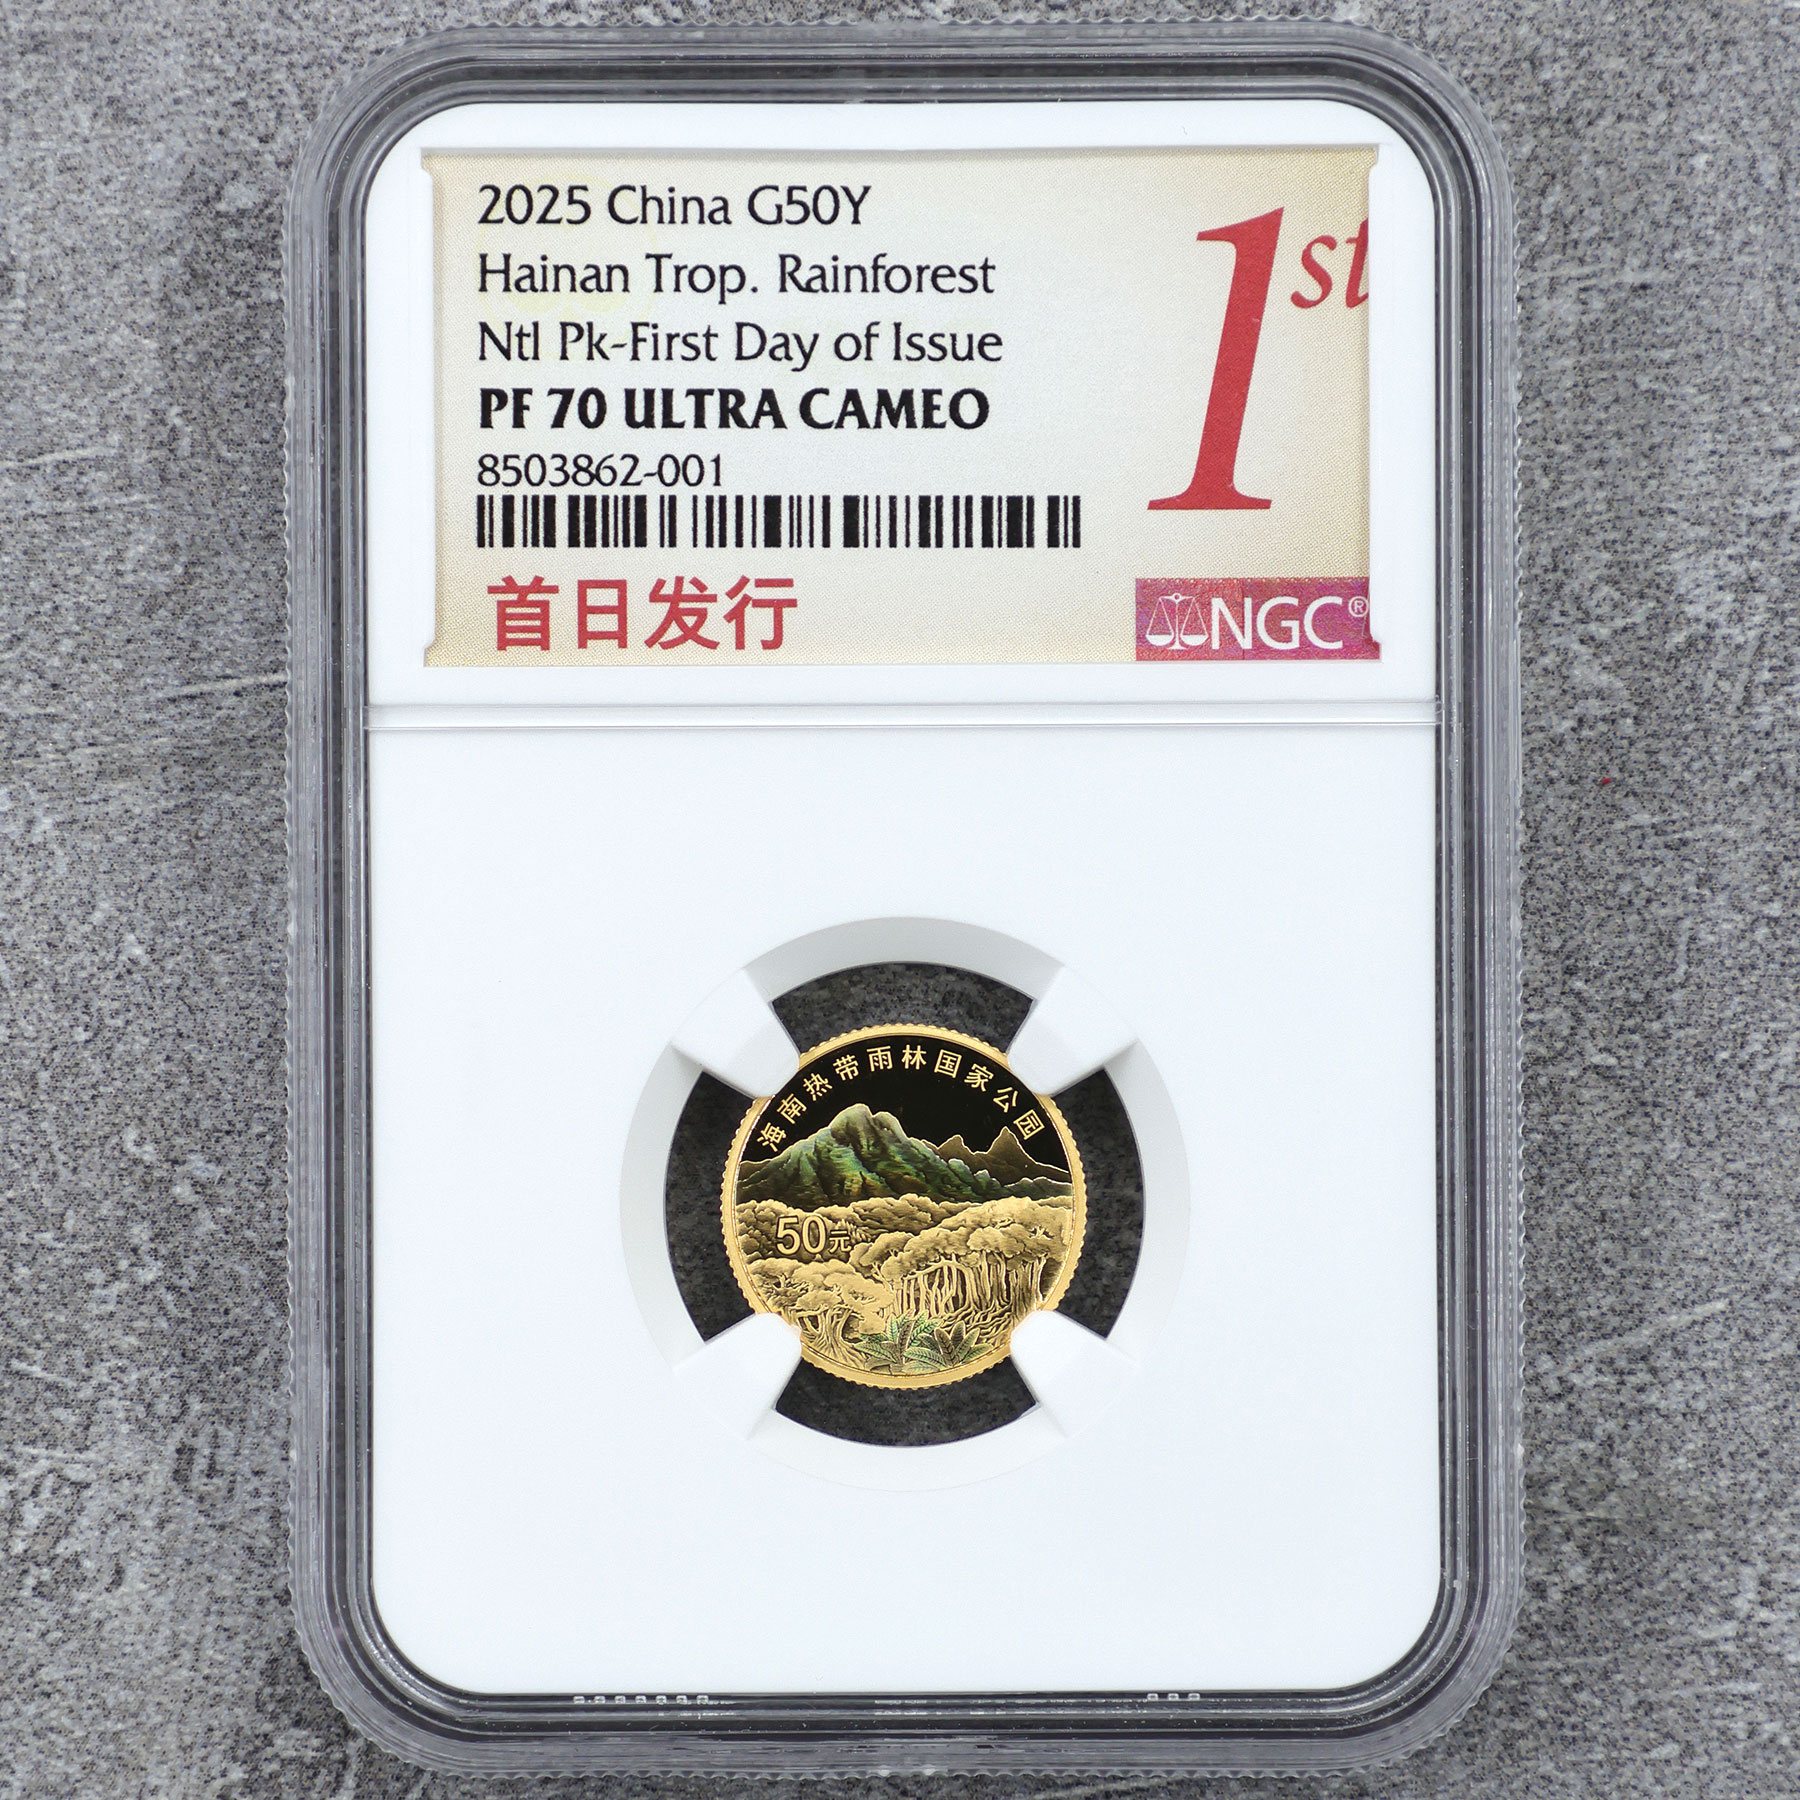 2025 China G50Y
Hainan Trop. Rainforest
Ntl Pk-First Day of Issue
PF 70 ULTRA CAMEO
8503862-001
首日发行
1st
NGC®
海南热带雨林国家公园
50元